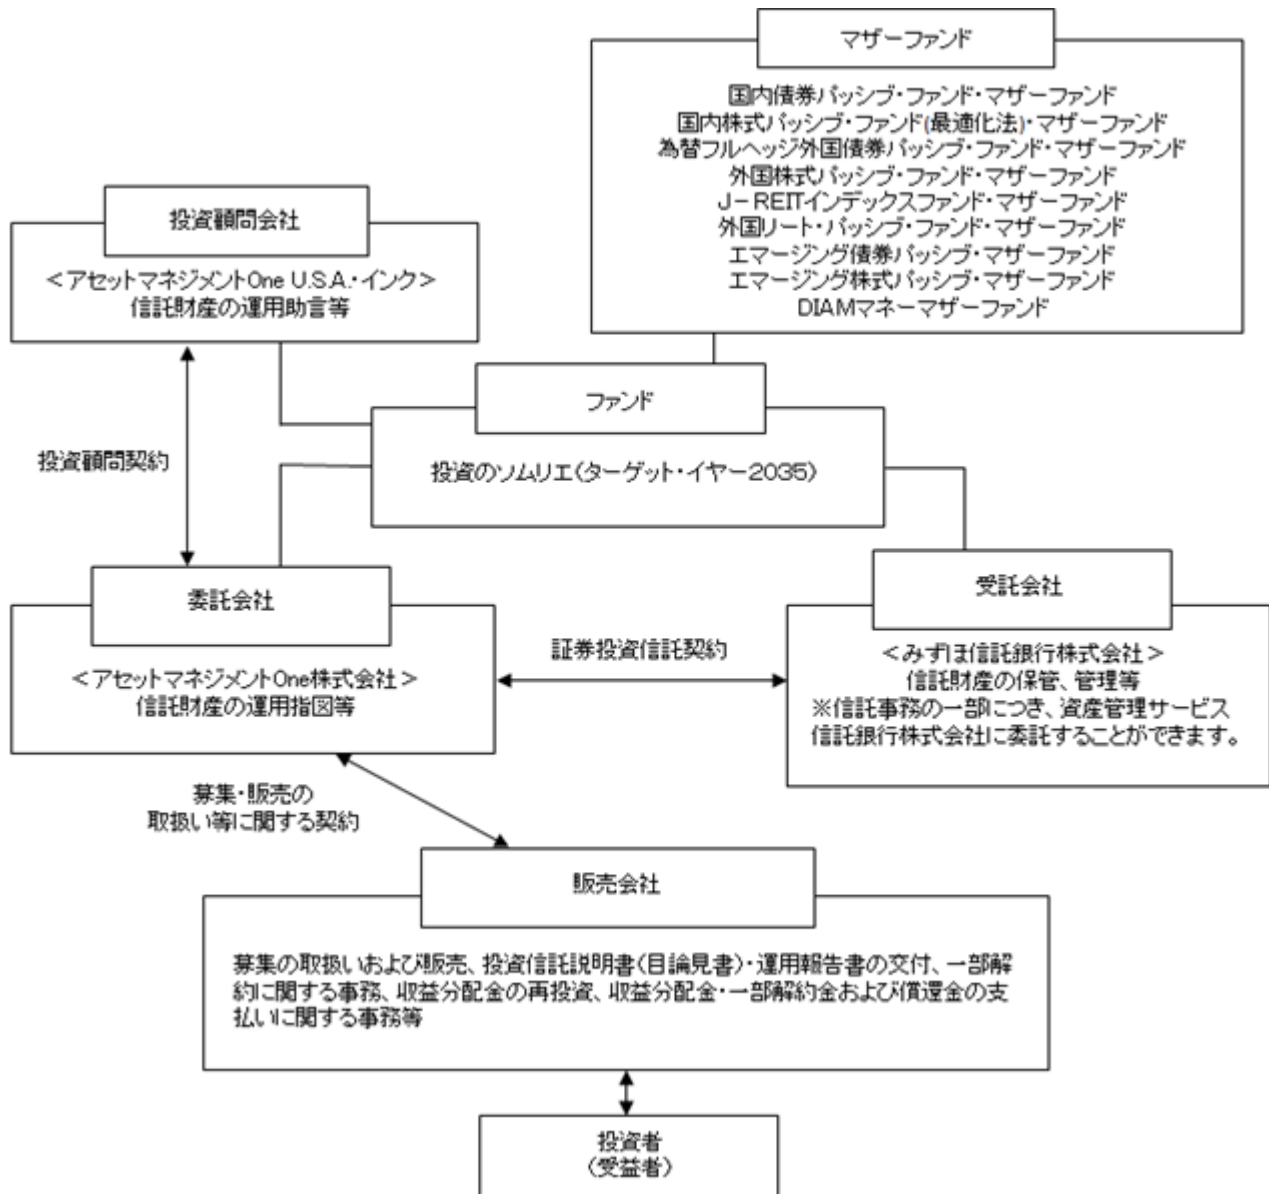 マザーファンド
国内債券パッシブ・ファンド・マザーファンド
国内株式パッシブ・ファンド(最適化法)・マザーファンド
為替フルヘッジ外国債券パッシブ・ファンド・マザーファンド
外国株式パッシブ・ファンド・マザーファンド
J-REITインデックスファンド・マザーファンド
外国リート・パッシブ・ファンド・マザーファンド
エマージング債券パッシブ・マザーファンド
エマージング株式パッシブ・マザーファンド
DIAMマネーマザーファンド
投資顧問会社
＜アセットマネジメントOne U.S.A.・インク＞
信託財産の運用助言等
ファンド
投資のソムリエ(ターゲット・イヤー2035)
投資顧問契約
委託会社
＜アセットマネジメントOne株式会社＞
信託財産の運用指図等
証券投資信託契約
受託会社
＜みずほ信託銀行株式会社＞
信託財産の保管、管理等
※信託事務の一部につき、資産管理サービス
信託銀行株式会社に委託することができます。
募集・販売の
取扱い等に関する契約
販売会社
募集の取扱いおよび販売、投資信託説明書(目論見書)・運用報告書の交付、一部解
約に関する事務、収益分配金の再投資、収益分配金・一部解約金および償還金の支
払いに関する事務等
投資者
(受益者)